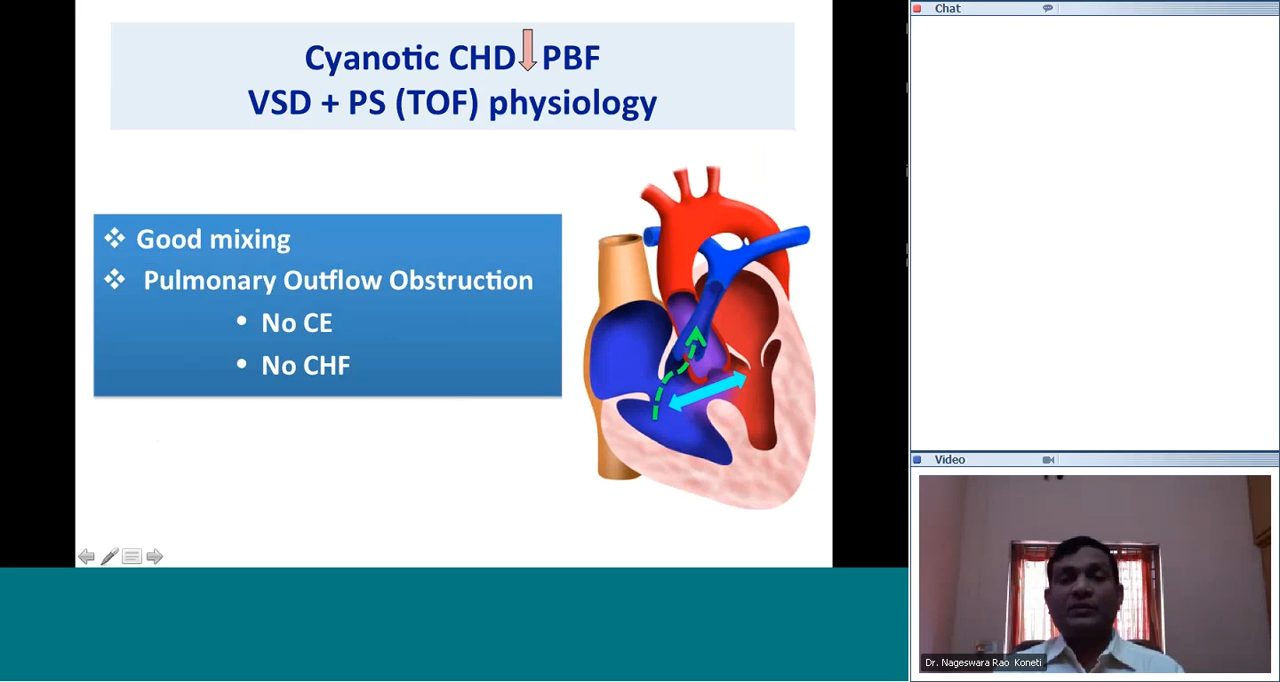 Cyanotic CHD PBF
VSD + PS (TOF) physiology
Good mixing
Pulmonary Outflow Obstruction
No CE
No CHF
Chat
Video
Dr. Nageswara Rao Koneti